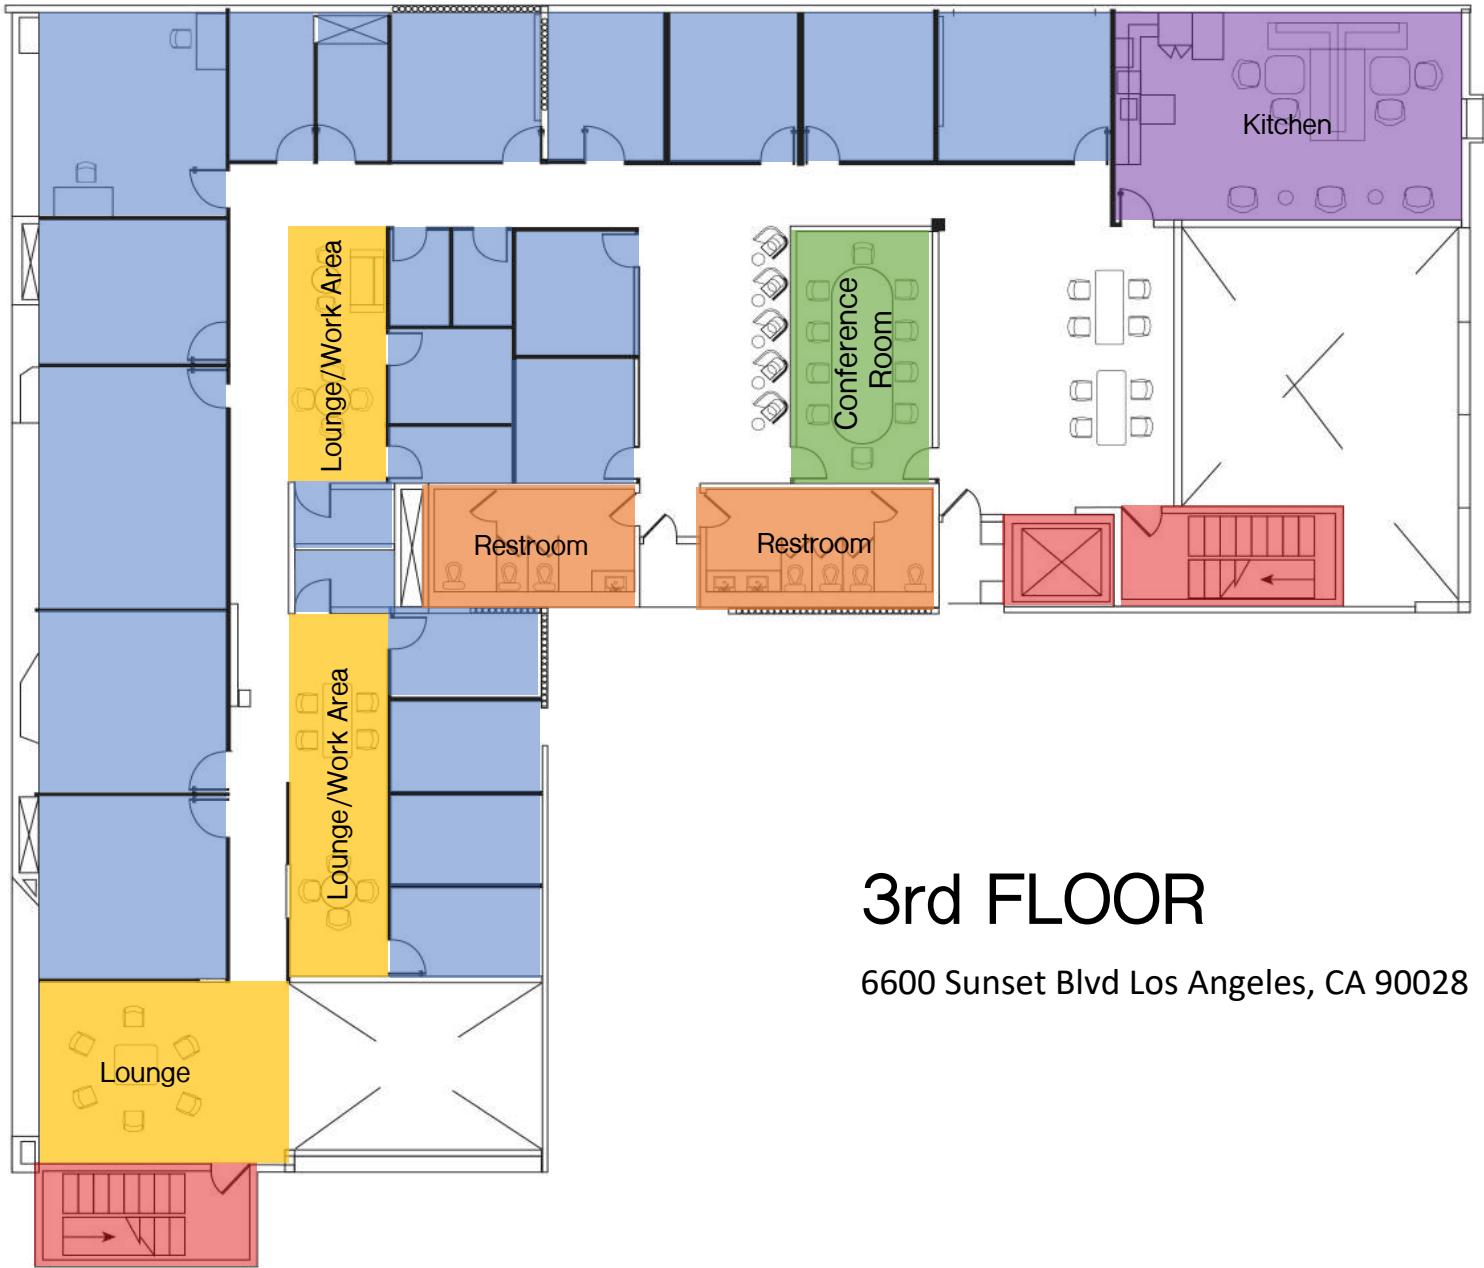 Kitchen
Lounge/Work Area
Conference
Room
Restroom
Restroom
Lounge/Work Area
3rd FLOOR
6600 Sunset Blvd Los Angeles, CA 90028
Lounge